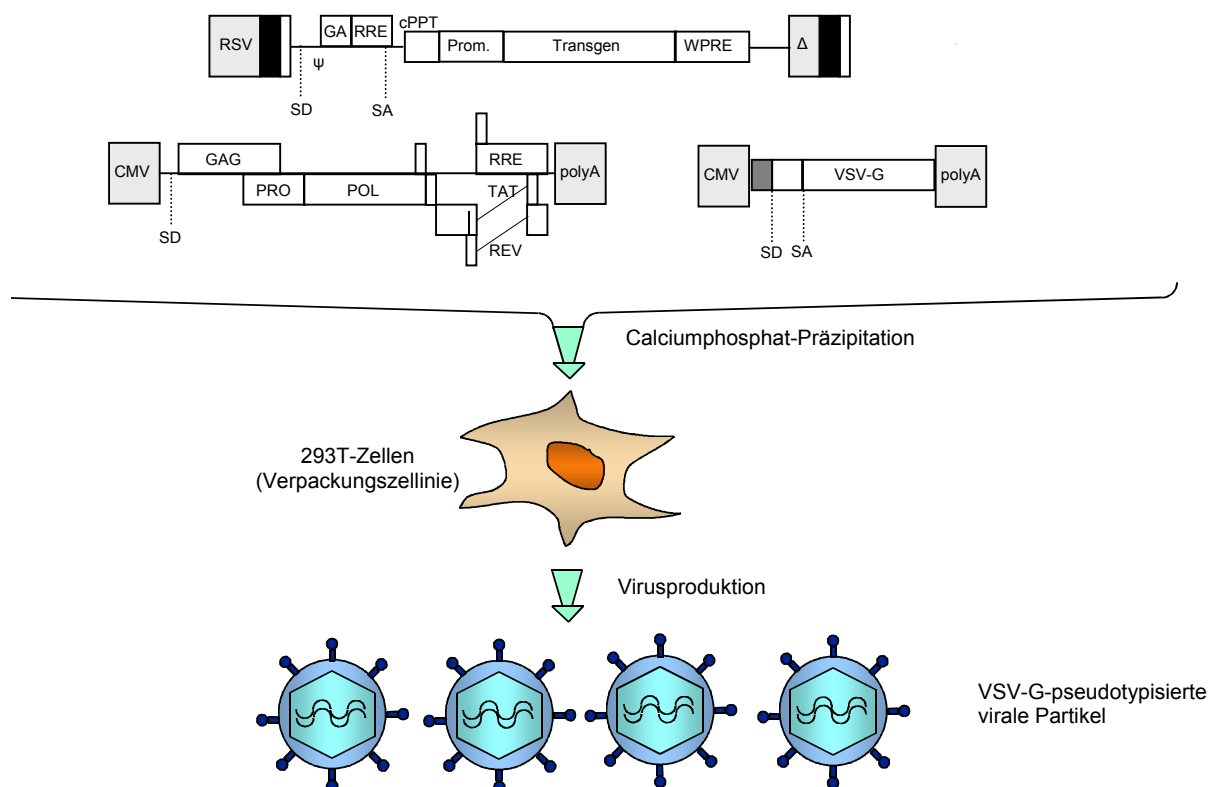 RSV
GA
RRE
cPPT
Prom.
Transgen
WPRE
Δ
ψ
SD
SA
CMV
GAG
RRE
polyA
PRO
POL
TAT
REV
SD
CMV
VSV-G
polyA
SD
SA
Calciumphosphat-Präzipitation
293T-Zellen
(Verpackungszellinie)
Virusproduktion
VSV-G-pseudotypisierte
virale Partikel